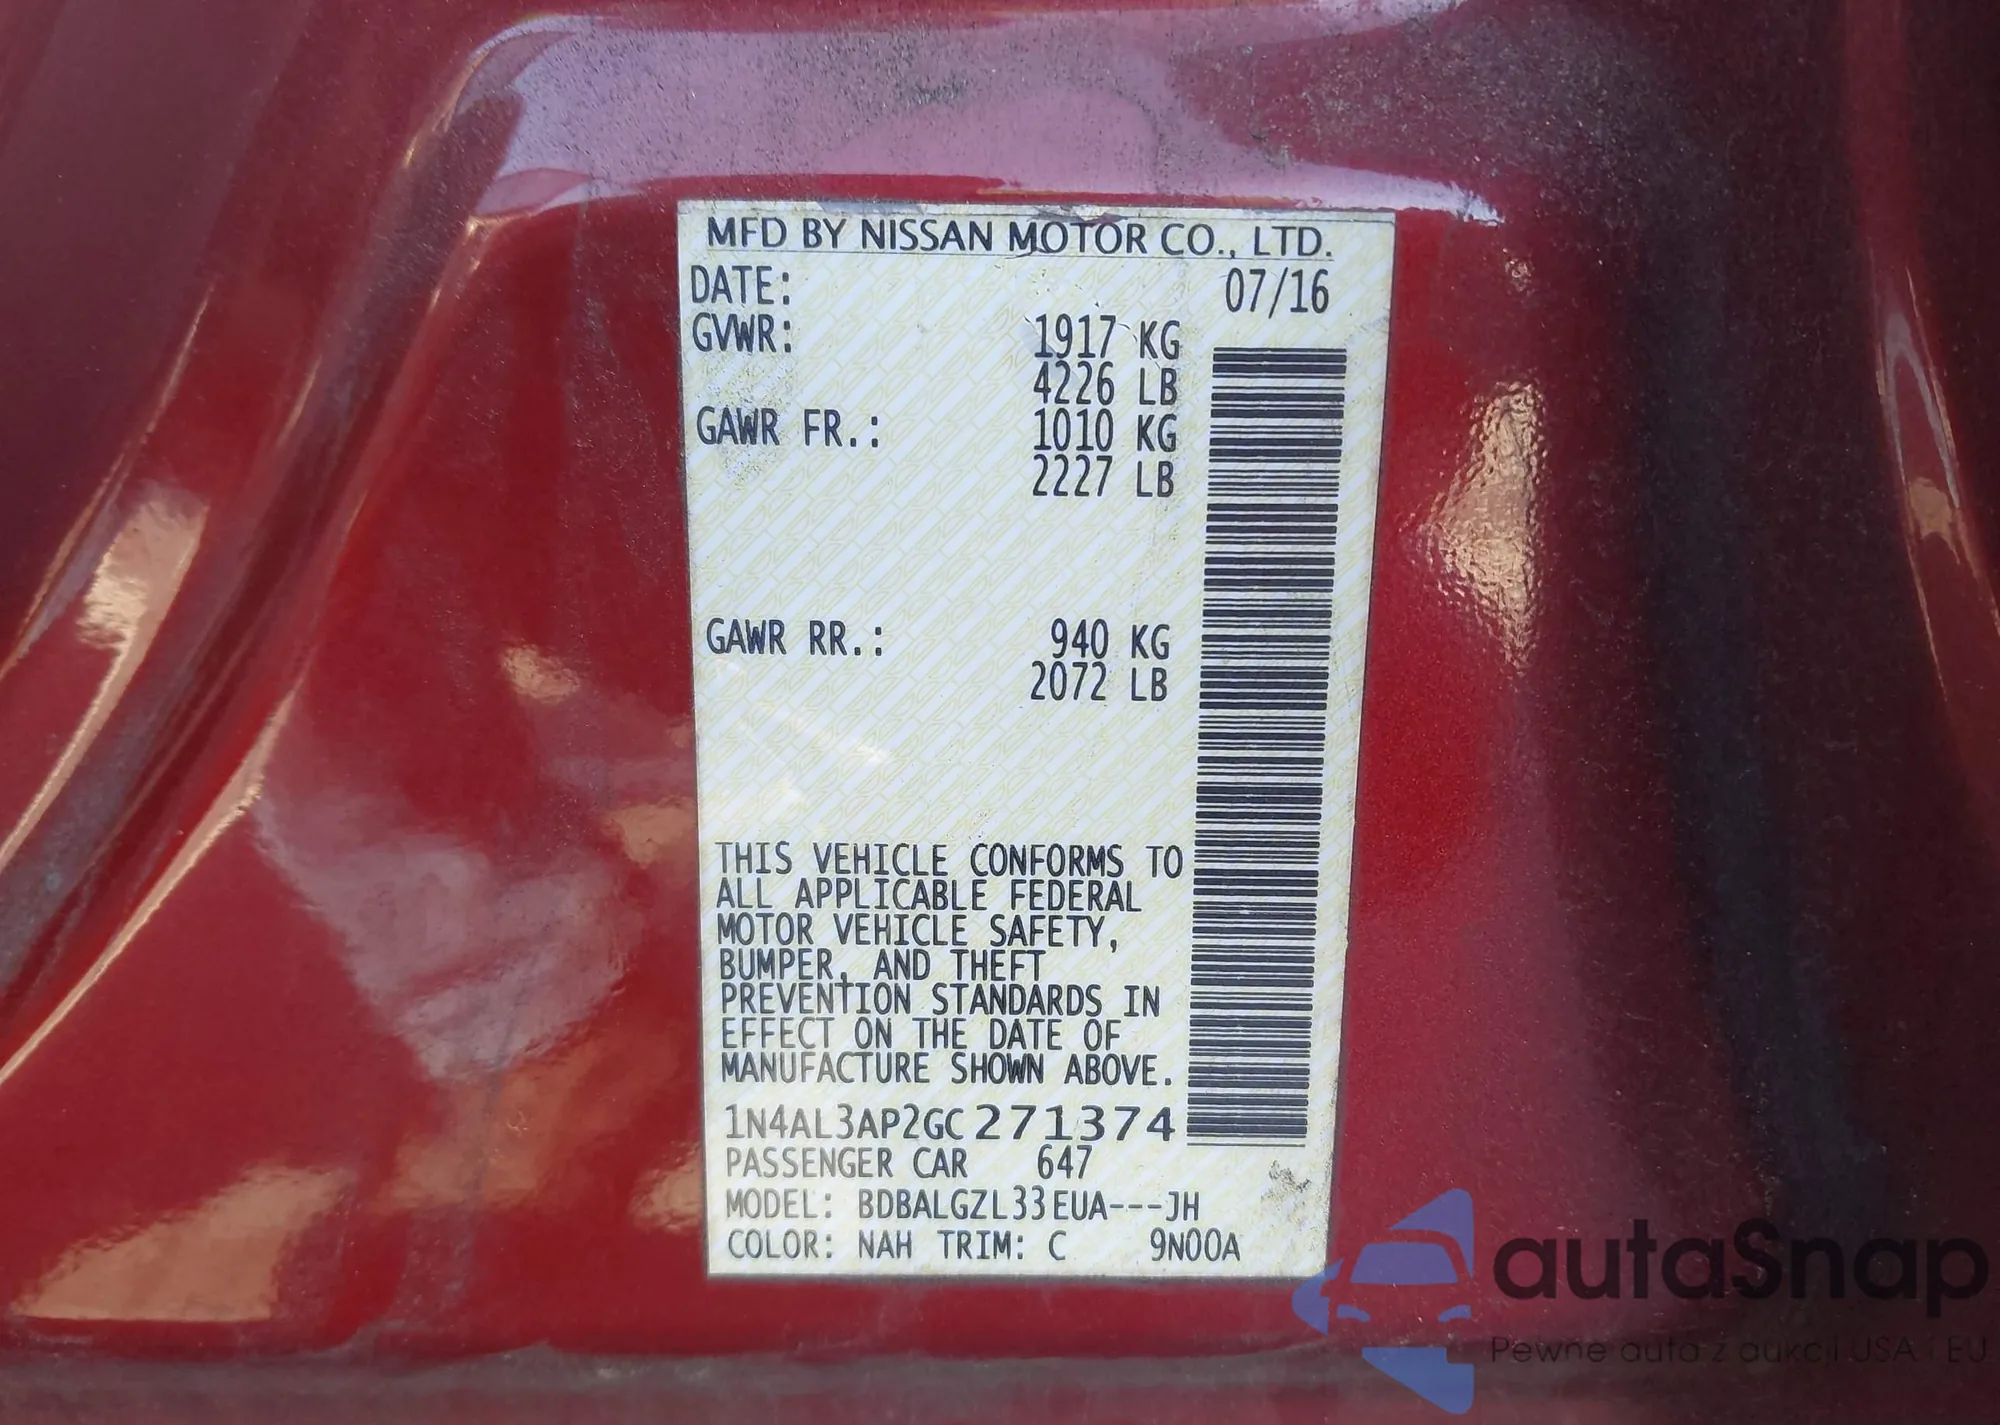 MFD BY NISSAN MOTOR CO., LTD.
DATE: 07/16
GVWR: 1917 KG
4226 LB
GAWR FR.: 1010 KG
2227 LB
GAWR RR.: 940 KG
2072 LB
THIS VEHICLE CONFORMS TO
ALL APPLICABLE FEDERAL
MOTOR VEHICLE SAFETY,
BUMPER, AND THEFT
PREVENTION STANDARDS IN
EFFECT ON THE DATE OF
MANUFACTURE SHOWN ABOVE.
1N4AL3AP2GC271374
PASSENGER CAR 647
MODEL: BDBALGZL33EUA---JH
COLOR: NAH TRIM: C 9N00A
autaSnap
Pewne auta z aukcji USA i EU